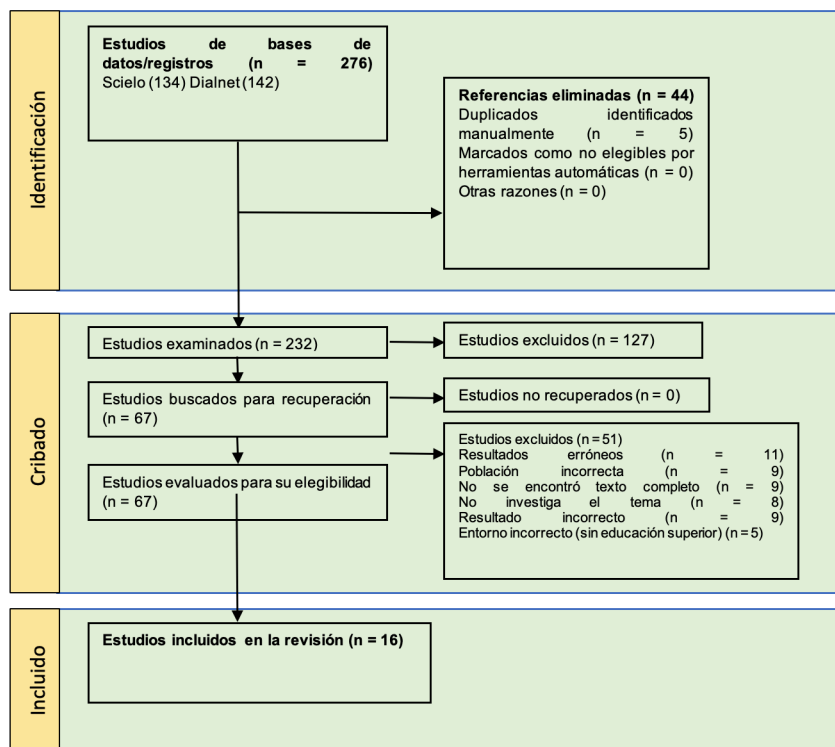 Identificación
Estudios de bases de
datos/registros (n = 276)
Scielo (134) Dialnet (142)
Referencias eliminadas (n = 44)
Duplicados identificados
manualmente (n = 5)
Marcados como no elegibles por
herramientas automáticas (n = 0)
Otras razones (n = 0)
Cribado
Estudios examinados (n = 232)
Estudios excluidos (n = 127)
Estudios buscados para recuperación
(n = 67)
Estudios no recuperados (n = 0)
Estudios evaluados para su elegibilidad
(n = 67)
Estudios excluidos (n = 51)
Resultados erróneos (n = 11)
Población incorrecta (n = 9)
No se encontró texto completo (n = 9)
No investiga el tema (n = 8)
Resultado incorrecto (n = 9)
Entorno incorrecto (sin educación superior) (n = 5)
Incluido
Estudios incluidos en la revisión (n = 16)